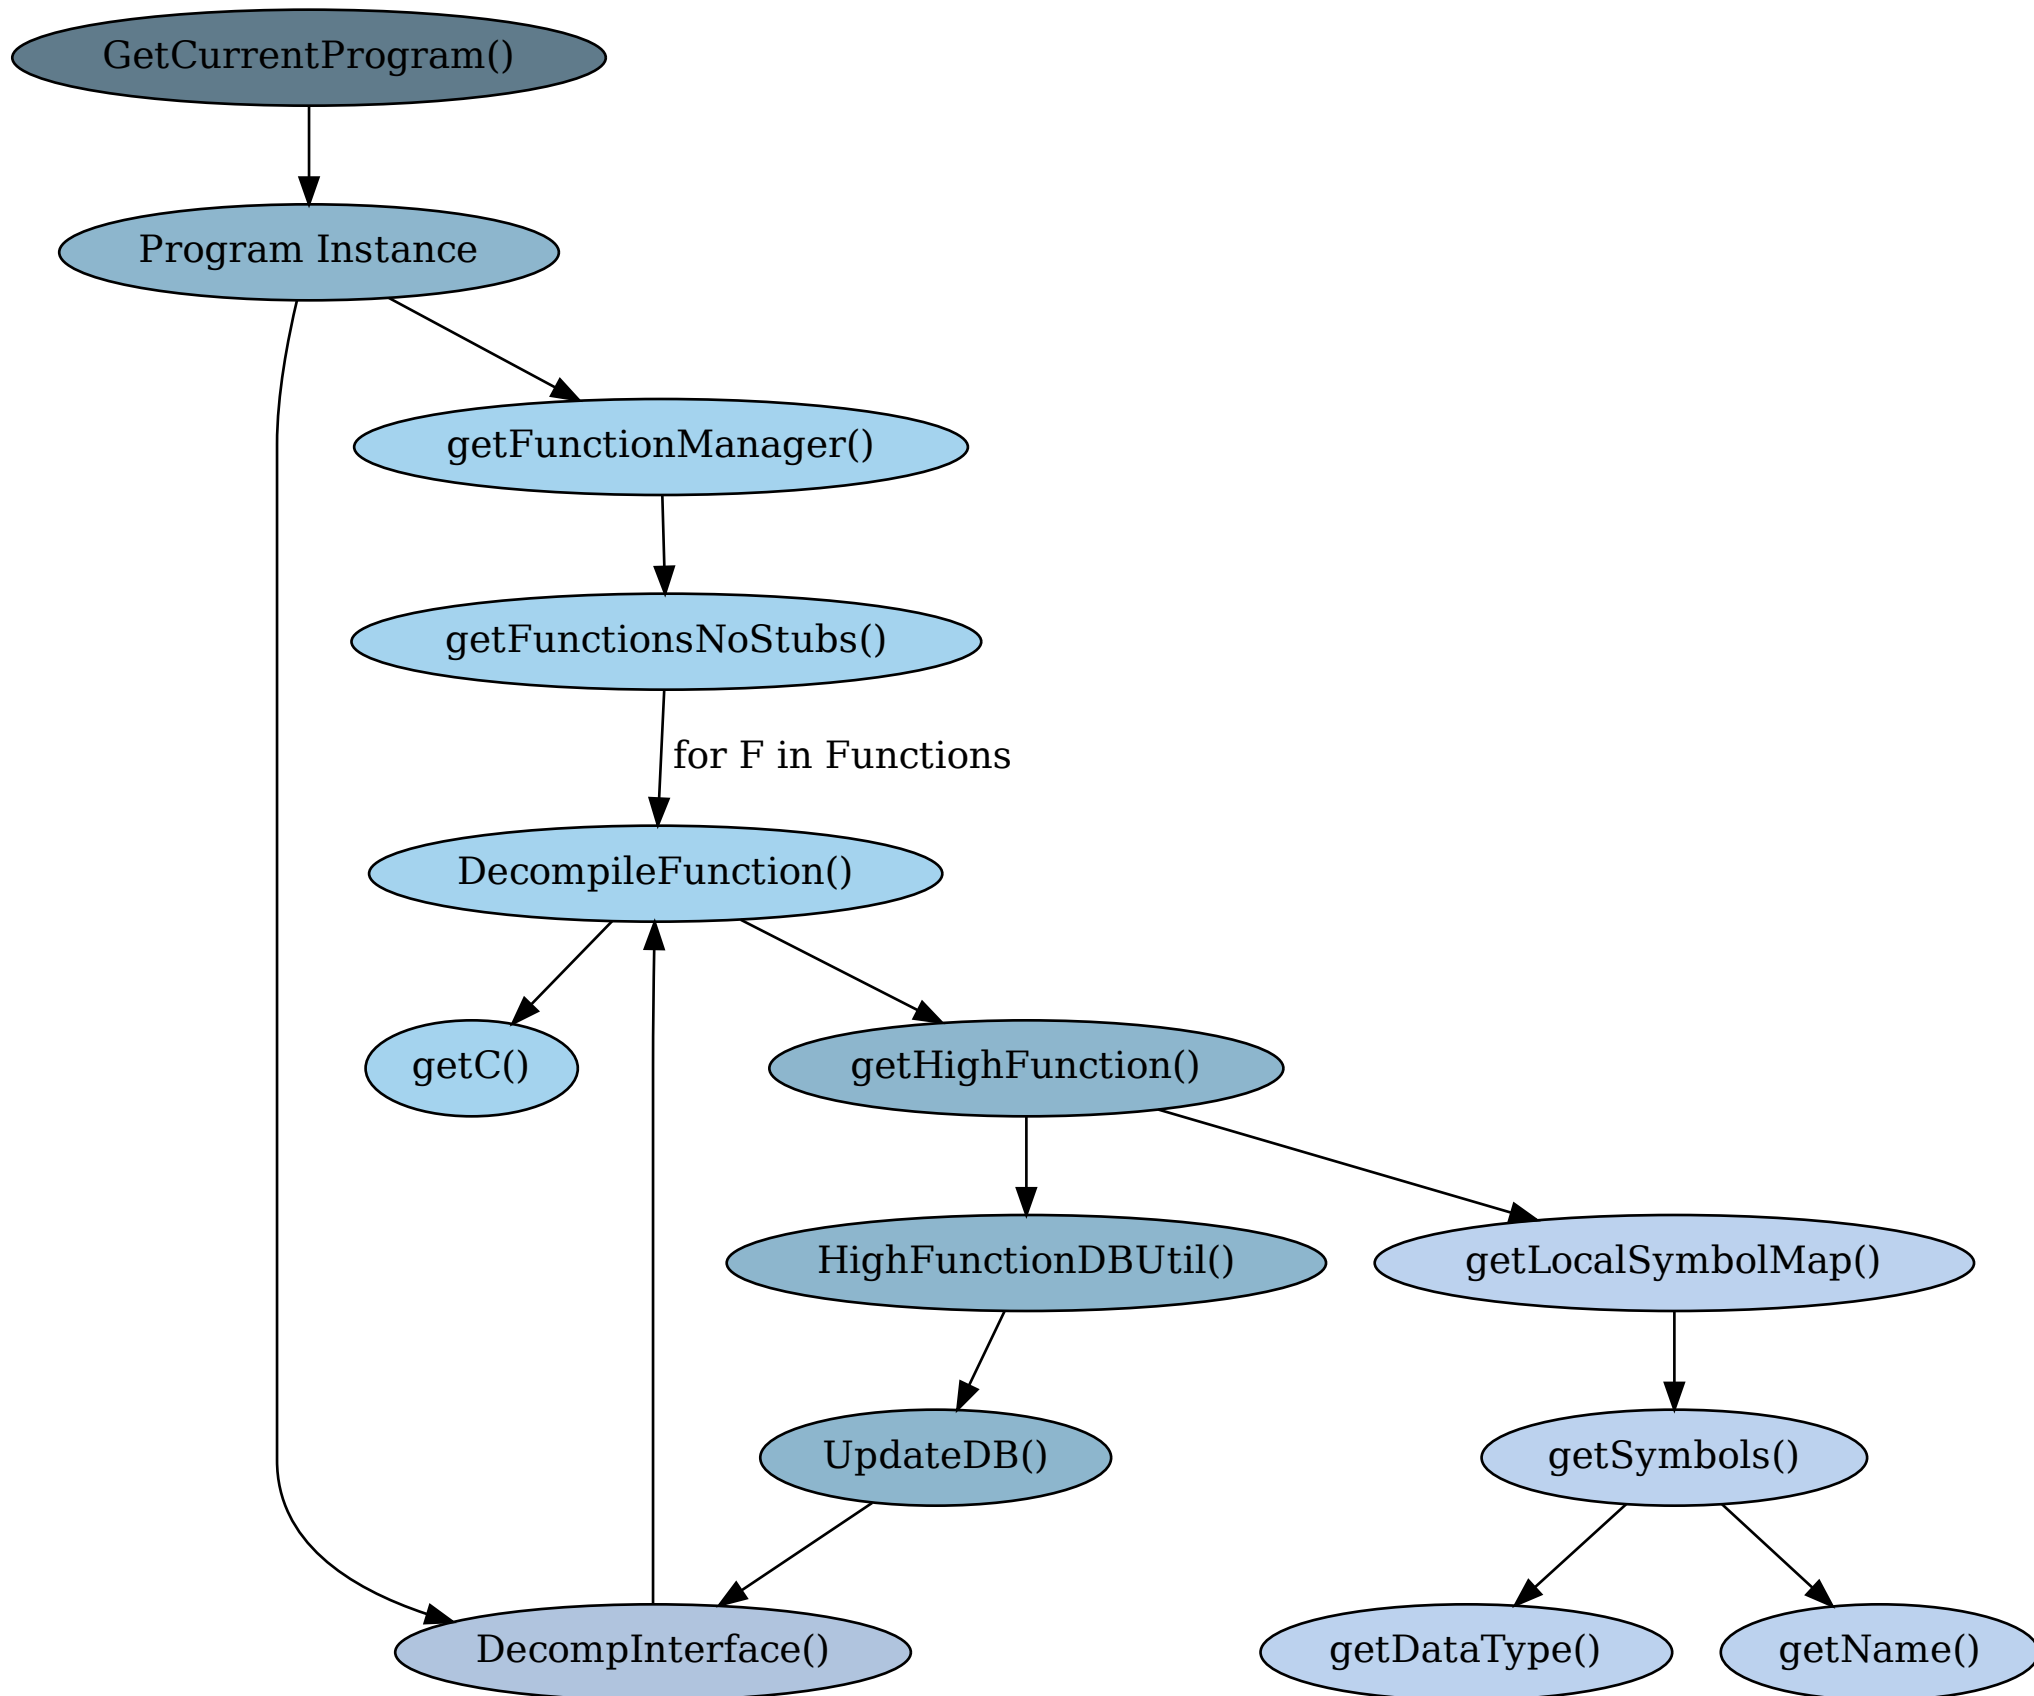 GetCurrentProgram()
Program Instance
getFunctionManager()
getFunctionsNoStubs()
for F in Functions
DecompileFunction()
getC()
getHighFunction()
HighFunctionDBUtil()
getLocalSymbolMap()
UpdateDB()
getSymbols()
DecompInterface()
getDataType()
getName()